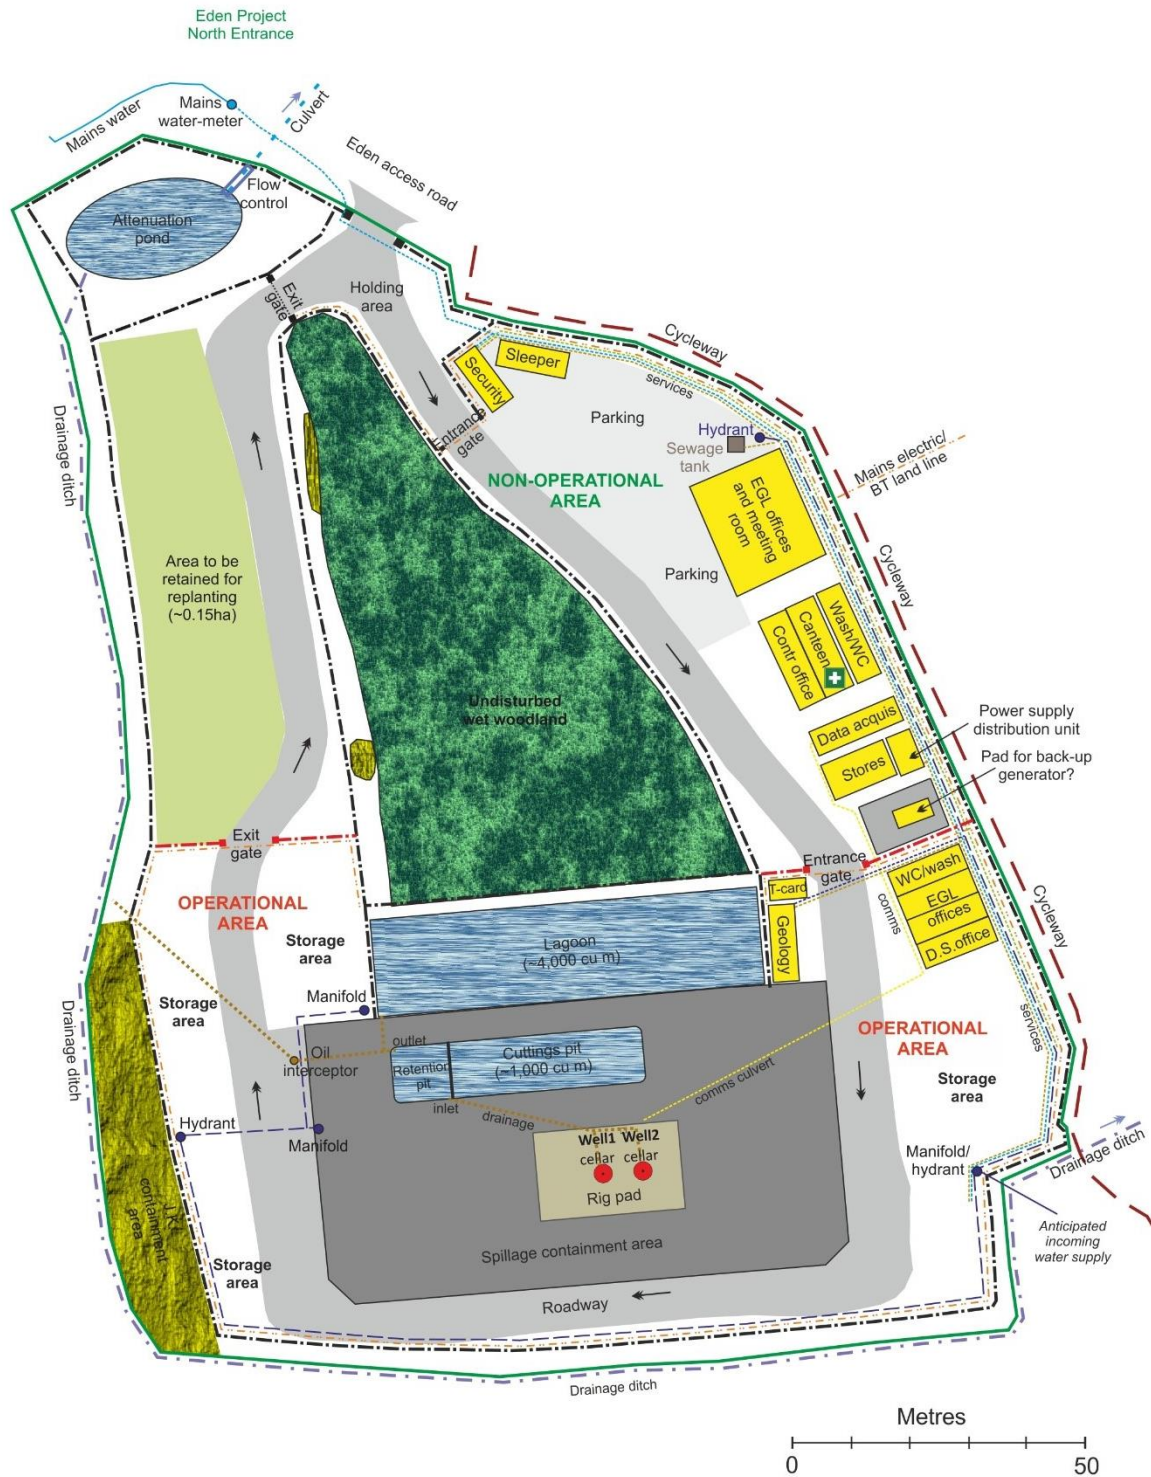 Eden Project
North Entrance
Mains water
Mains
water-meter
Culvert
Eden access road
Flow
control
Attenuation
pond
Exit
gate
Holding
area
Cycleway
Security
Sleeper
services
Parking
Entrance
gate
Hydrant
Sewage
tank
Mains electric/
BT land line
NON-OPERATIONAL
AREA
EGL offices
and meeting
room
Drainage ditch
Cycleway
Parking
Area to be
retained for
replanting
(~0.15ha)
Wash/WC
Canteen
Contr office
Undisturbed
wet woodland
Data acquis
Stores
Power supply
distribution unit
Pad for back-up
generator?
Exit
gate
Entrance
gate
T-card
WC/wash
EGL
offices
D.S.office
comms
Cycleway
OPERATIONAL
AREA
Storage
area
Lagoon
(~4,000 cu m)
Geology
Storage
area
Manifold
outlet
Oil
interceptor
Retention
pit
Cuttings pit
(~1,000 cu m)
inlet
drainage
comms culvert
OPERATIONAL
AREA
services
Storage
area
Drainage ditch
Hydrant
Manifold
Well1
cellar
Well2
cellar
Rig pad
Manifold/
hydrant
Drainage ditch
containment
area
Anticipated
incoming
water supply
Storage
area
Spillage containment area
Roadway
Drainage ditch
Metres
0
50